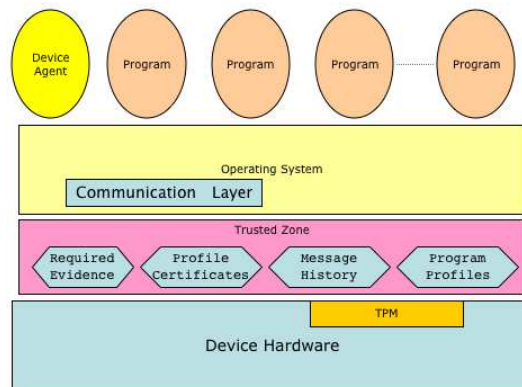 Device
Agent
Program
Program
Program
Program
Operating System
Communication Layer
Trusted Zone
Required
Evidence
Profile
Certificates
Message
History
Program
Profiles
TPM
Device Hardware